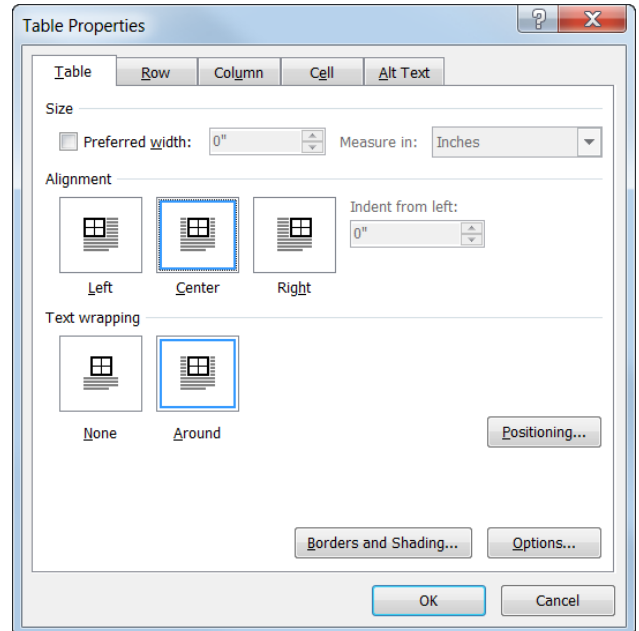 Table Properties
Table Row Column Cell Alt Text
Size
Preferred width: 0" Measure in: Inches
Alignment
Indent from left:
0"
Left Center Right
Text wrapping
None Around
Positioning...
Borders and Shading... Options...
OK Cancel